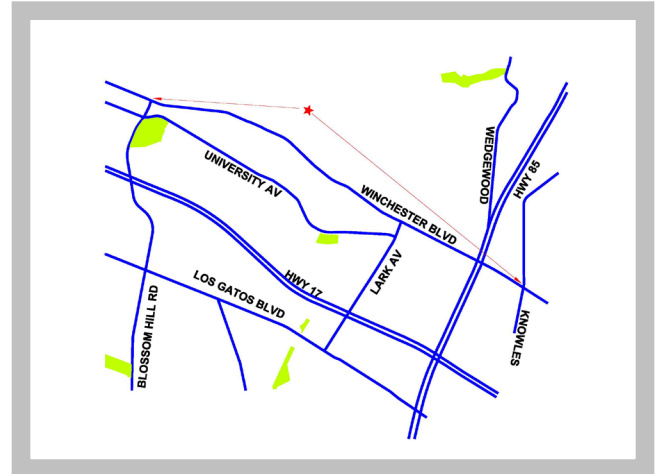 WEDGEWOOD
HWY 85
UNIVERSITY AV
WINCHESTER BLVD
LARK AV
HWY 17
LOS GATOS BLVD
BLOSSOM HILL RD
KNOWLES